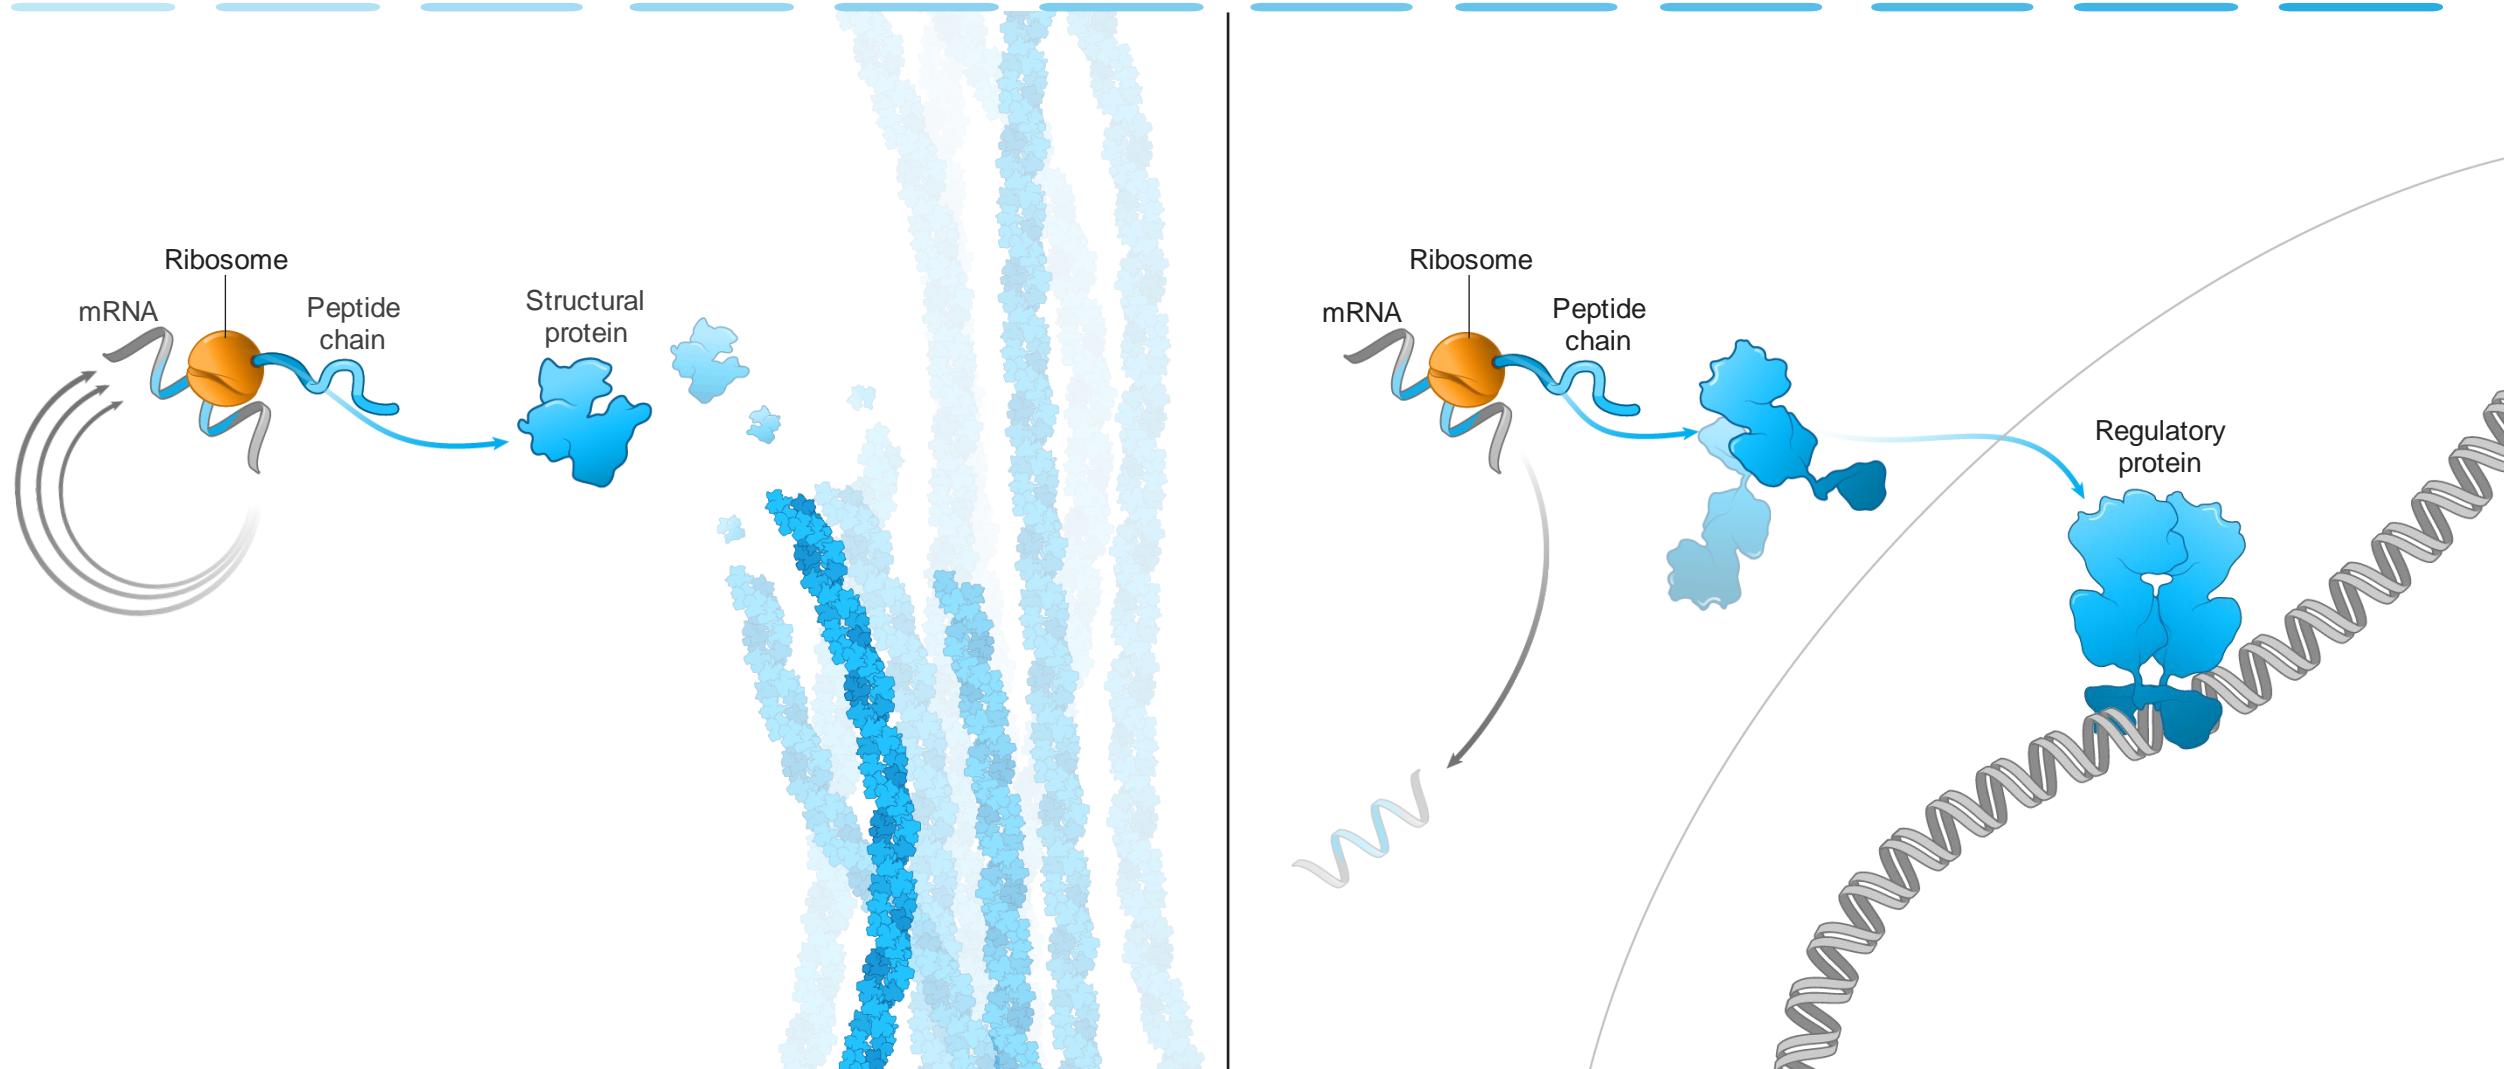 Ribosome
mRNA
Peptide
chain
Structural
protein
Ribosome
mRNA
Peptide
chain
Regulatory
protein